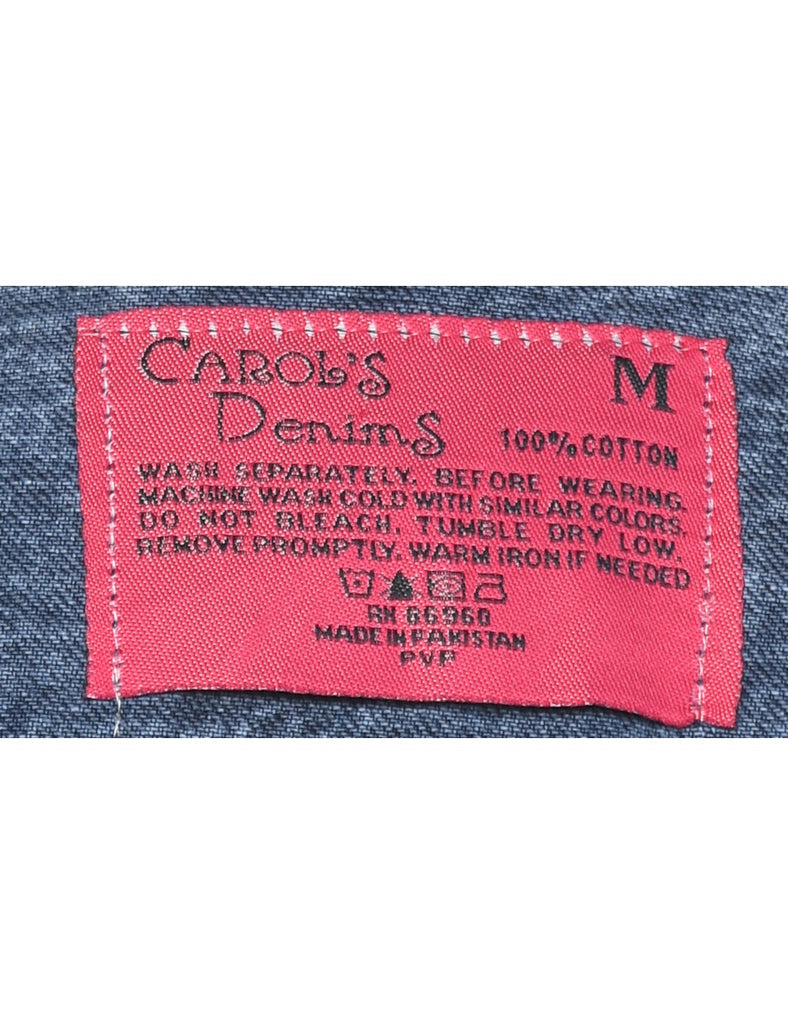 CAROL'S
Denims
M
100% COTTON
WASH SEPARATELY. BEFORE WEARING.
MACHINE WASH COLD WITH SIMILAR COLORS.
DO NOT BLEACH. TUMBLE DRY LOW.
REMOVE PROMPTLY. WARM IRON IF NEEDED
RN 66960
MADE IN PAKISTAN
PVP